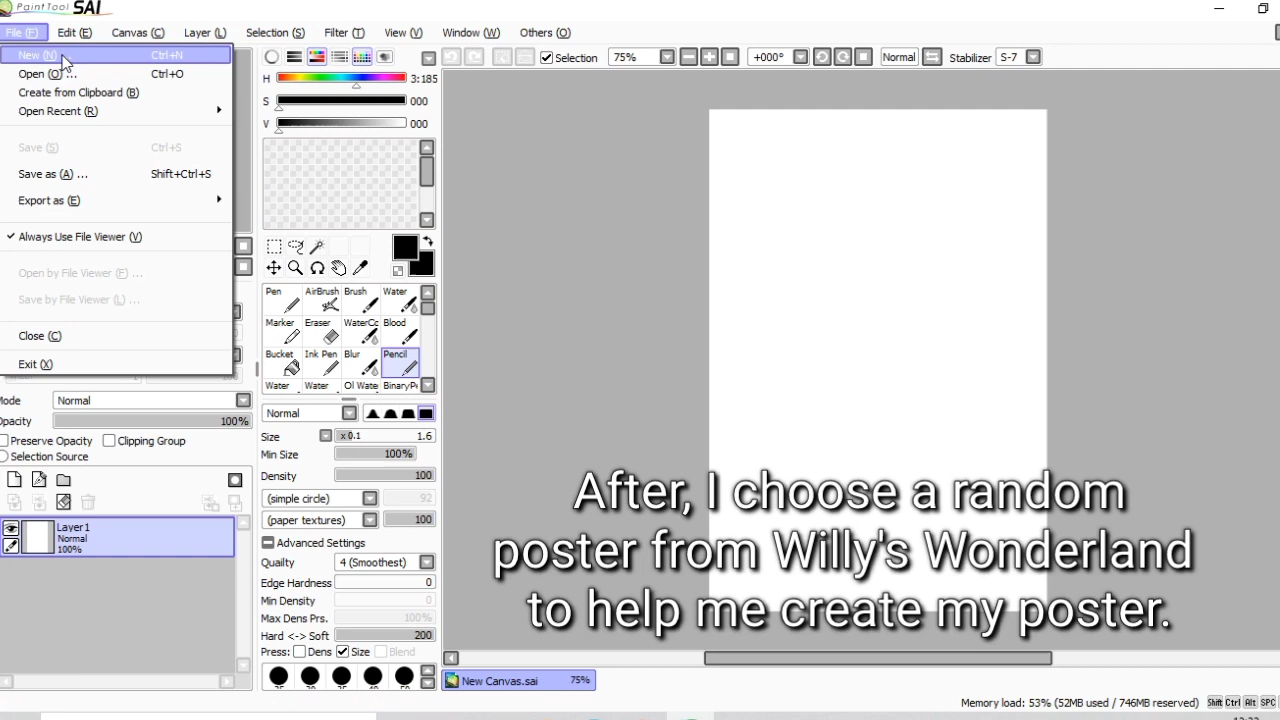 PaintTool SAI
File (F) Edit (E) Canvas (C) Layer (L) Selection (S) Filter (T) View (V) Window (W) Others (O)
New (N) Ctrl+N
Open (O) ... Ctrl+O
Create from Clipboard (B)
Open Recent (R)
Save (S) Ctrl+S
Save as (A) ... Shift+Ctrl+S
Export as (E)
Always Use File Viewer (V)
Open by File Viewer (F) ...
Save by File Viewer (L) ...
Close (C)
Exit (X)
Mode Normal
Opacity 100%
Preserve Opacity Clipping Group
Selection Source
Layer1
Normal
100%
H 3:185
S 000
V 000
Pen AirBrush Brush Water
Marker Eraser WaterCo Blood
Bucket Ink Pen Blur Pencil
Water Water Ol Wate BinaryPe
Normal
Size x 0.1 1.6
Min Size 100%
Density 100
(simple circle) 92
(paper textures) 100
Advanced Settings
Quailty 4 (Smoothest)
Edge Hardness 0
Min Density 0
Max Dens Prs. 100%
Hard <-> Soft 200
Press: Dens Size Blend
Selection 75% +000° Normal Stabilizer S-7
After, I choose a random
poster from Willy's Wonderland
to help me create my poster.
New Canvas.sai 75%
Memory load: 53% (52MB used / 746MB reserved) Shift Ctrl Alt SPC